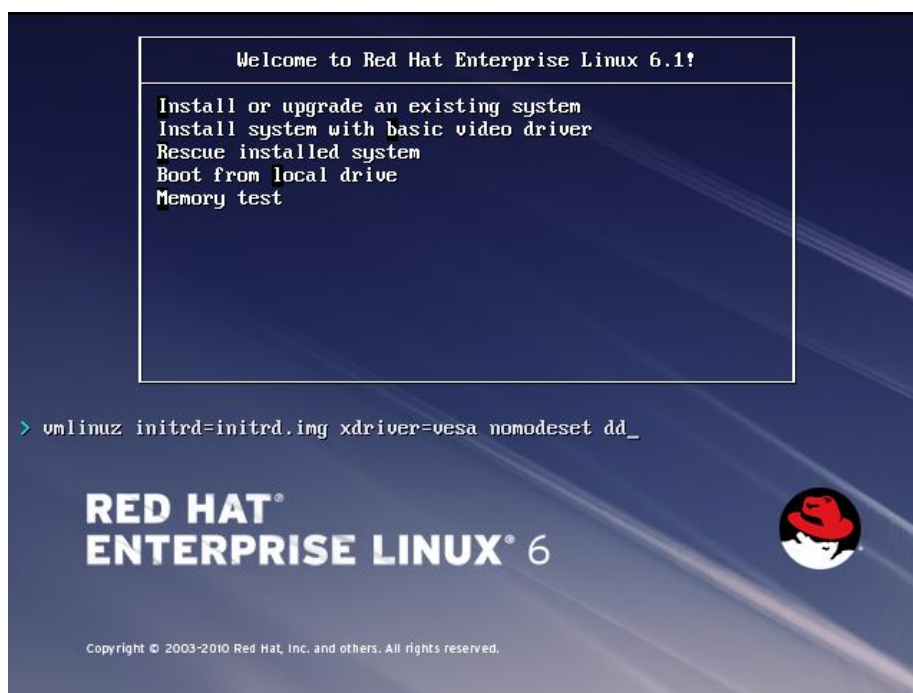 Welcome to Red Hat Enterprise Linux 6.1!
Install or upgrade an existing system
Install system with basic video driver
Rescue installed system
Boot from local drive
Memory test
> vmlinuz initrd=initrd.img xdriver=vesa nomodeset dd_
RED HAT®
ENTERPRISE LINUX® 6
Copyright © 2003-2010 Red Hat, Inc. and others. All rights reserved.